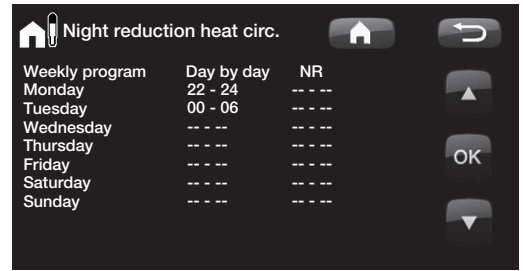 Night reduction heat circ.
Weekly program Day by day NR
Monday 22 - 24 -- - --
Tuesday 00 - 06 -- - --
Wednesday -- - -- -- - --
Thursday -- - -- -- - --
Friday -- - -- -- - --
Saturday -- - -- -- - --
Sunday -- - -- -- - --
OK